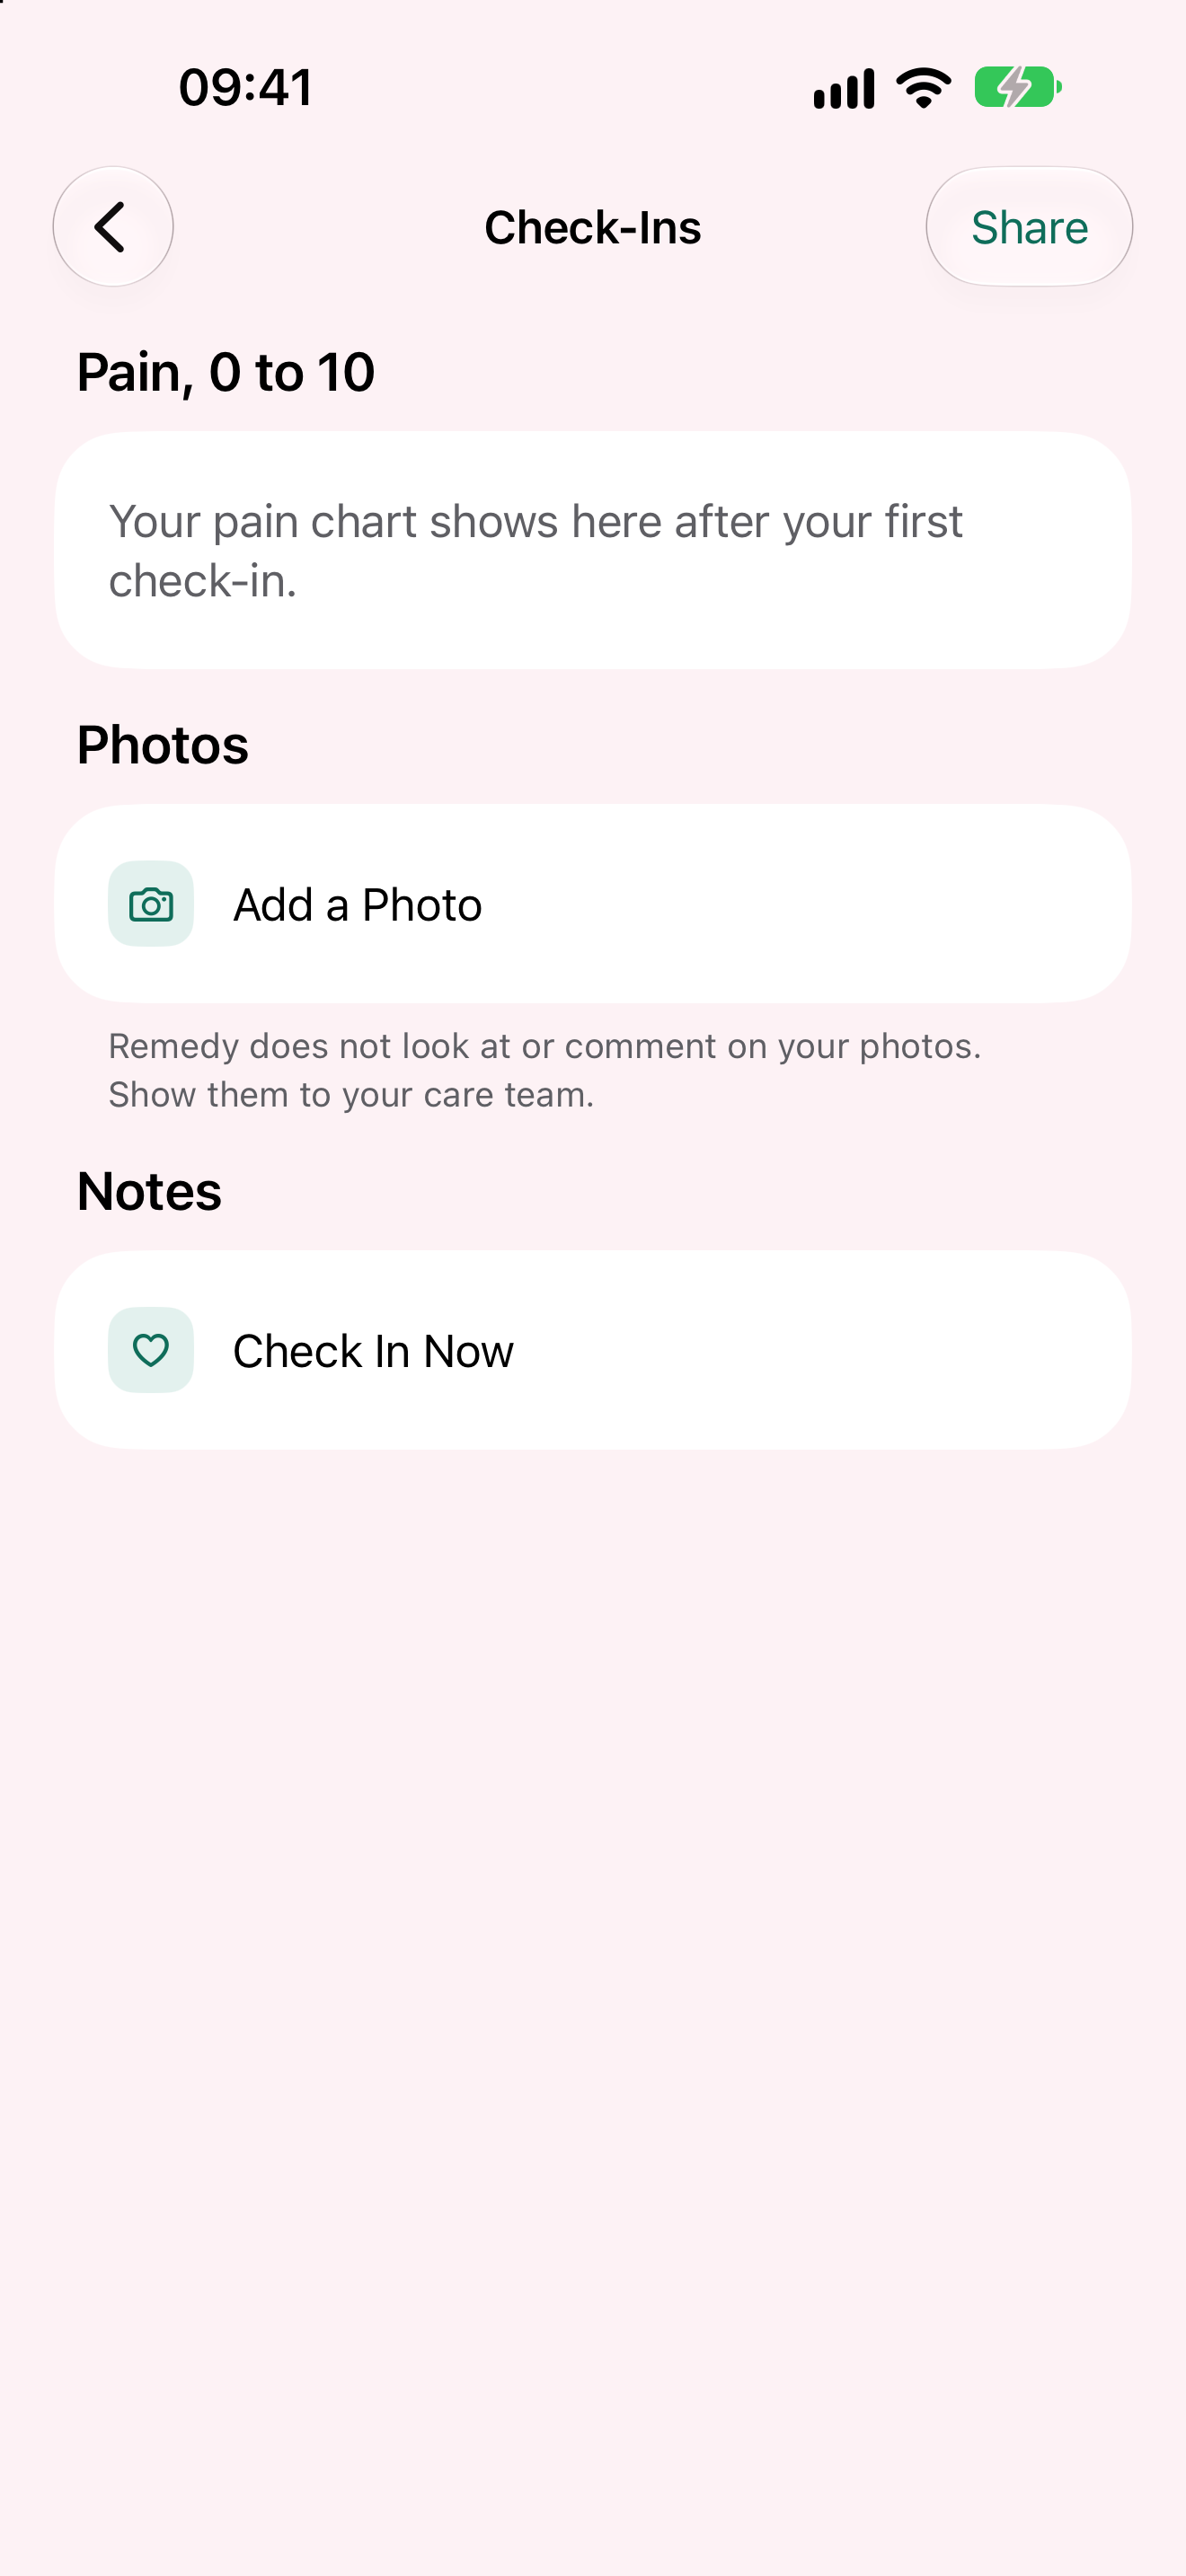 09:41
Check-Ins
Share
Pain, 0 to 10
Your pain chart shows here after your first
check-in.
Photos
Add a Photo
Remedy does not look at or comment on your photos.
Show them to your care team.
Notes
Check In Now